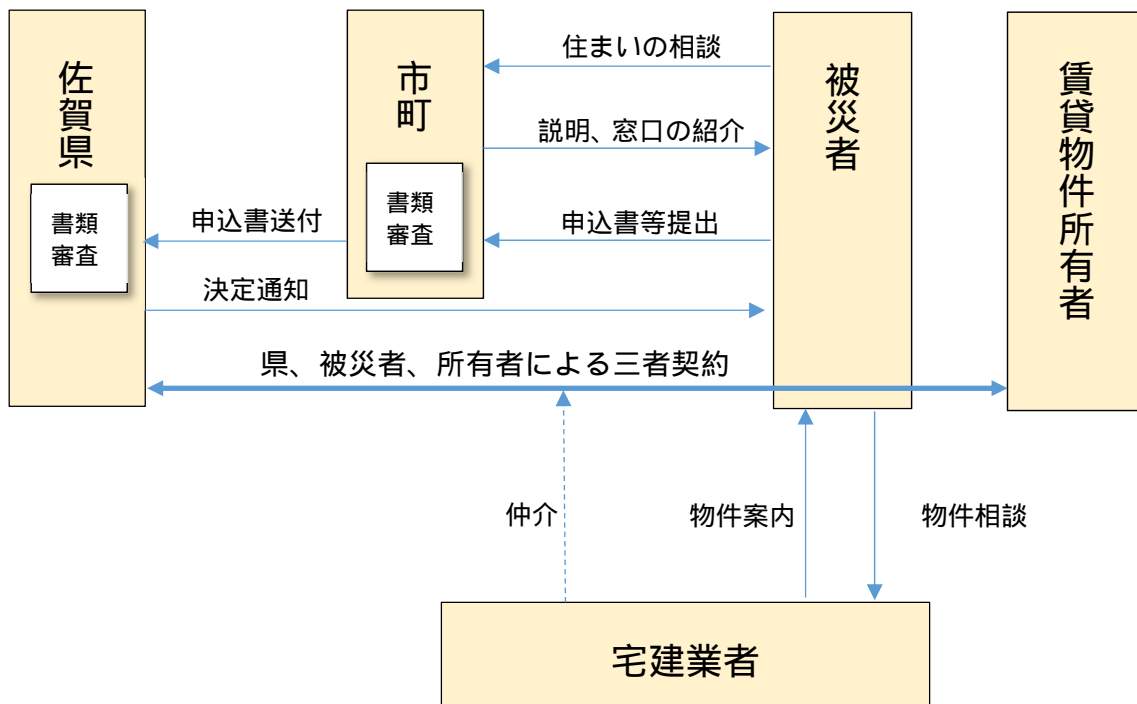 佐賀県
市町
被災者
賃貸物件所有者
住まいの相談
説明、窓口の紹介
書類
審査
書類
審査
申込書送付
申込書等提出
決定通知
県、被災者、所有者による三者契約
仲介
物件案内
物件相談
宅建業者